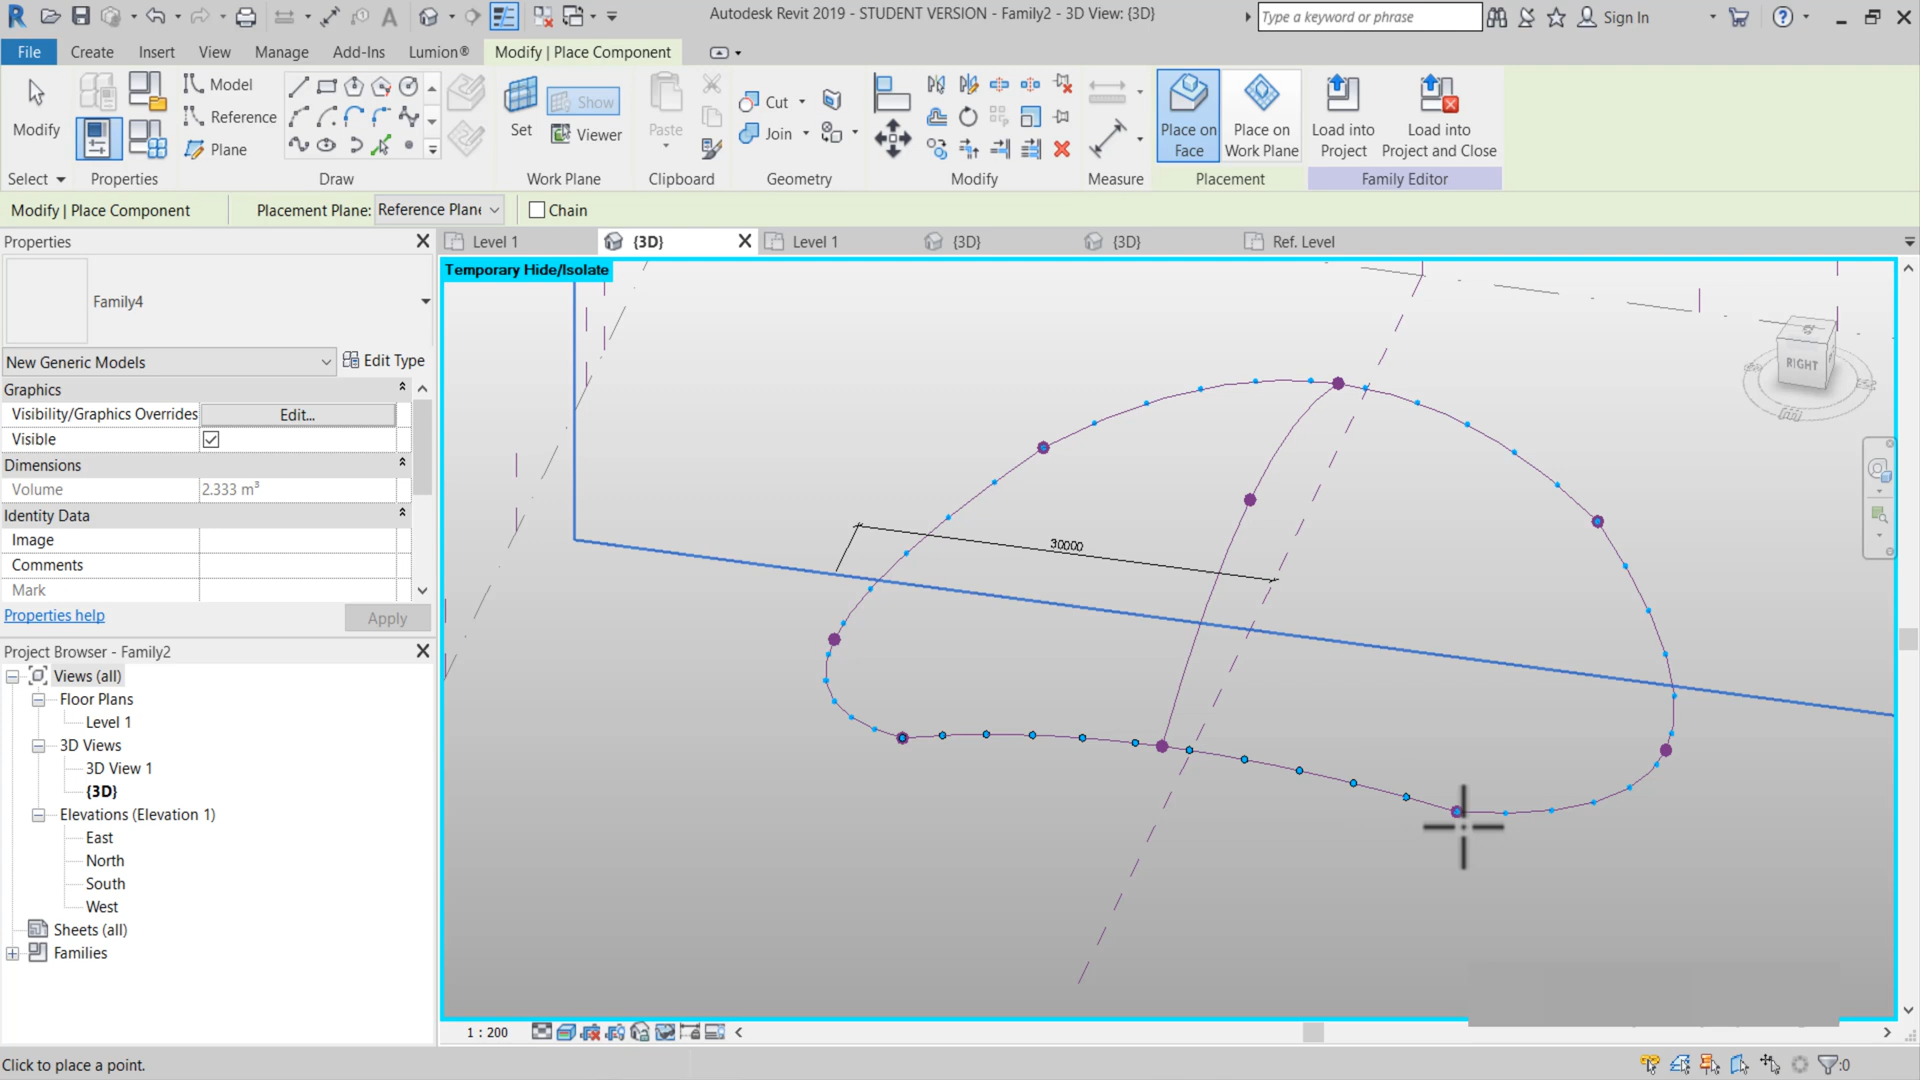 Autodesk Revit 2019 - STUDENT VERSION - Family2 - 3D View: {3D}
Type a keyword or phrase
Sign In
File
Create
Insert
View
Manage
Add-Ins
Lumion®
Modify | Place Component
Modify
Model
Reference
Plane
Set
Show
Viewer
Paste
Cut
Join
Place on
Face
Place on
Work Plane
Load into
Project
Load into
Project and Close
Select
Properties
Draw
Work Plane
Clipboard
Geometry
Modify
Measure
Placement
Family Editor
Modify | Place Component
Placement Plane:
Reference Plane
Chain
Properties
Level 1
{3D}
Level 1
{3D}
{3D}
Ref. Level
Temporary Hide/Isolate
Family4
New Generic Models
Edit Type
Graphics
Visibility/Graphics Overrides
Edit...
Visible
Dimensions
Volume
2.333 m³
Identity Data
Image
Comments
Mark
Properties help
Apply
Project Browser - Family2
Views (all)
Floor Plans
Level 1
3D Views
3D View 1
{3D}
Elevations (Elevation 1)
East
North
South
West
Sheets (all)
Families
30000
RIGHT
1 : 200
Click to place a point.
:0